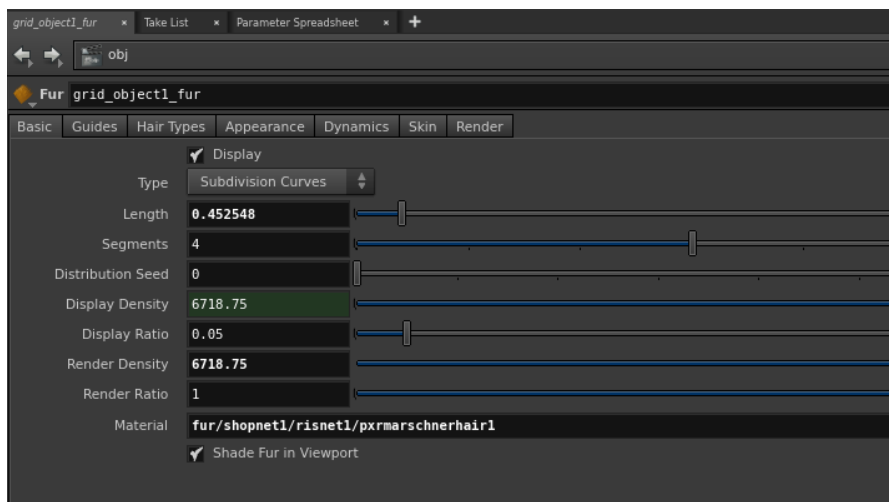 grid_object1_fur × Take List × Parameter Spreadsheet × +
obj
Fur grid_object1_fur
Basic Guides Hair Types Appearance Dynamics Skin Render
Display
Type Subdivision Curves
Length 0.452548
Segments 4
Distribution Seed 0
Display Density 6718.75
Display Ratio 0.05
Render Density 6718.75
Render Ratio 1
Material fur/shopnet1/risnet1/pxrmarschnerhair1
Shade Fur in Viewport